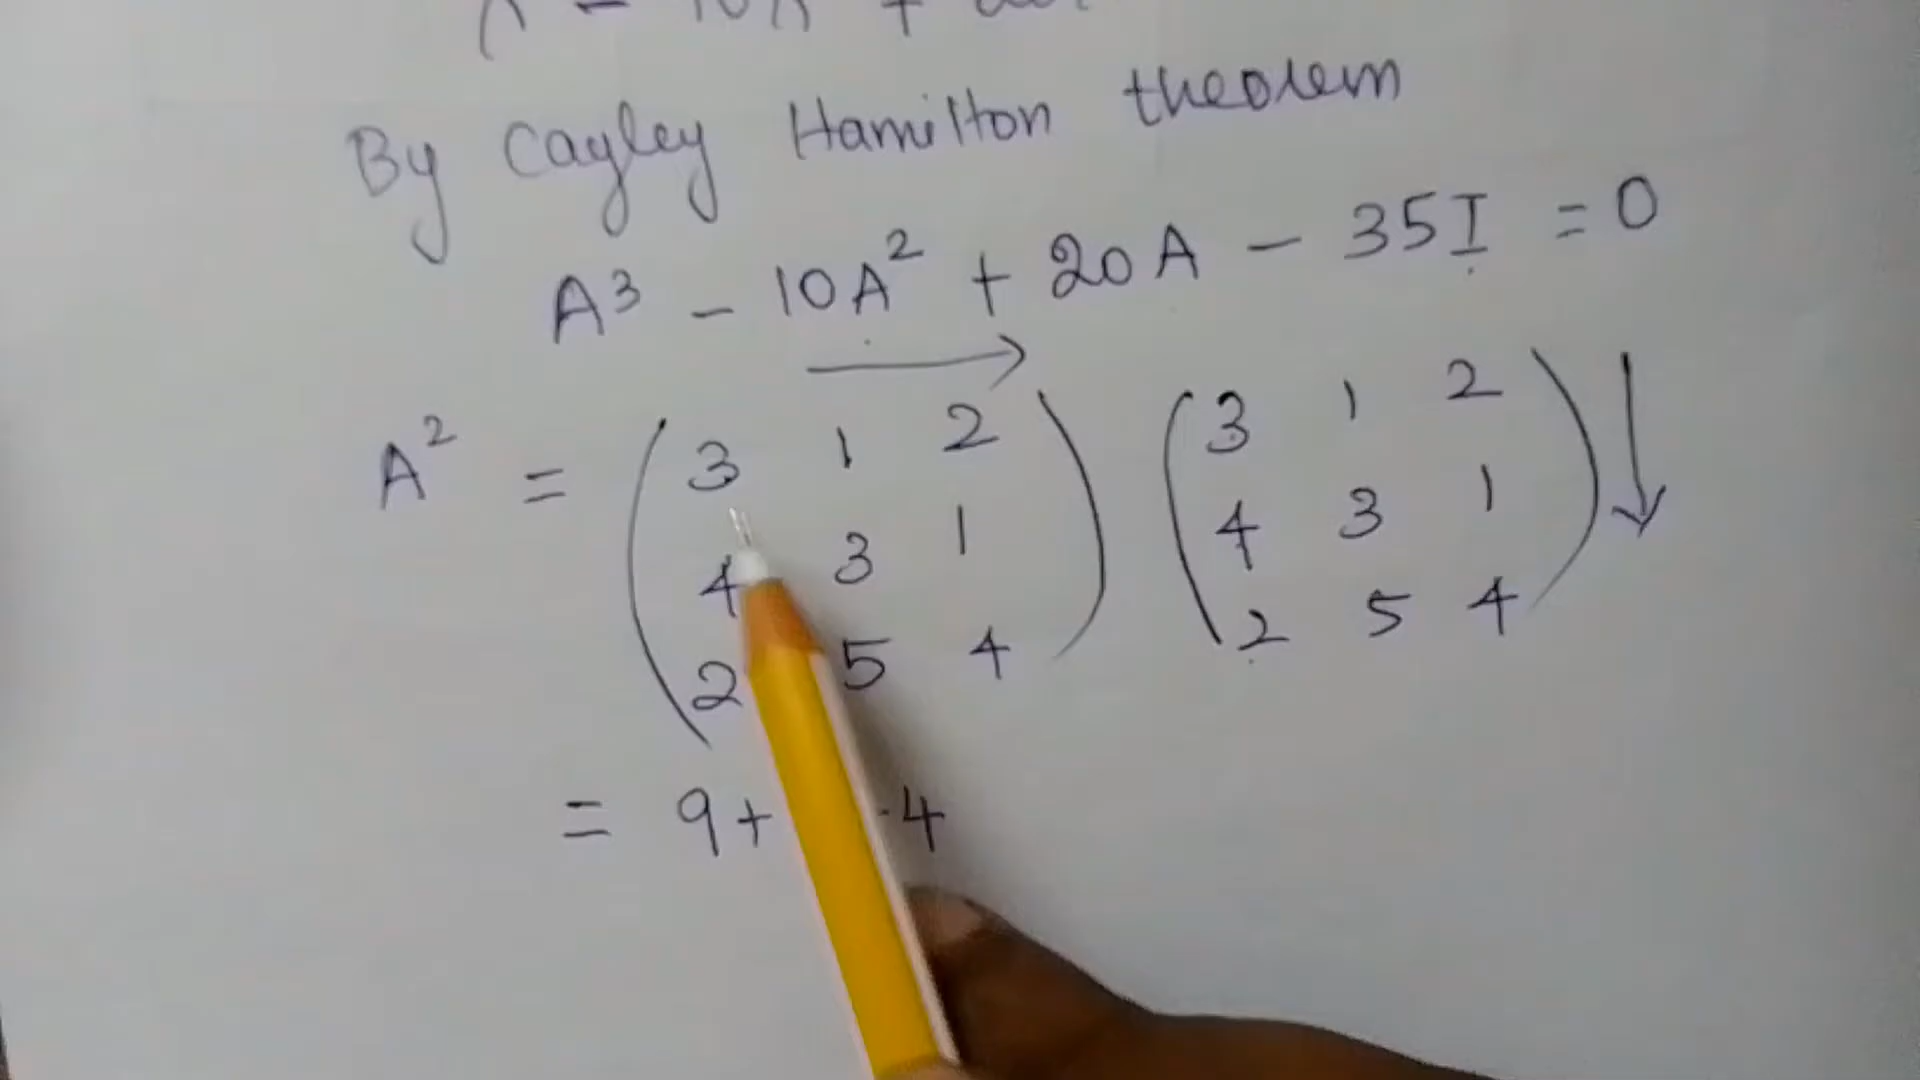 By Cayley Hamilton theorem
A³ - 10A² + 20A - 35I = 0
A² = (3 1 2) (3 1 2)
4 3 1 4 3 1
2 5 4 2 5 4
= 9+ 4